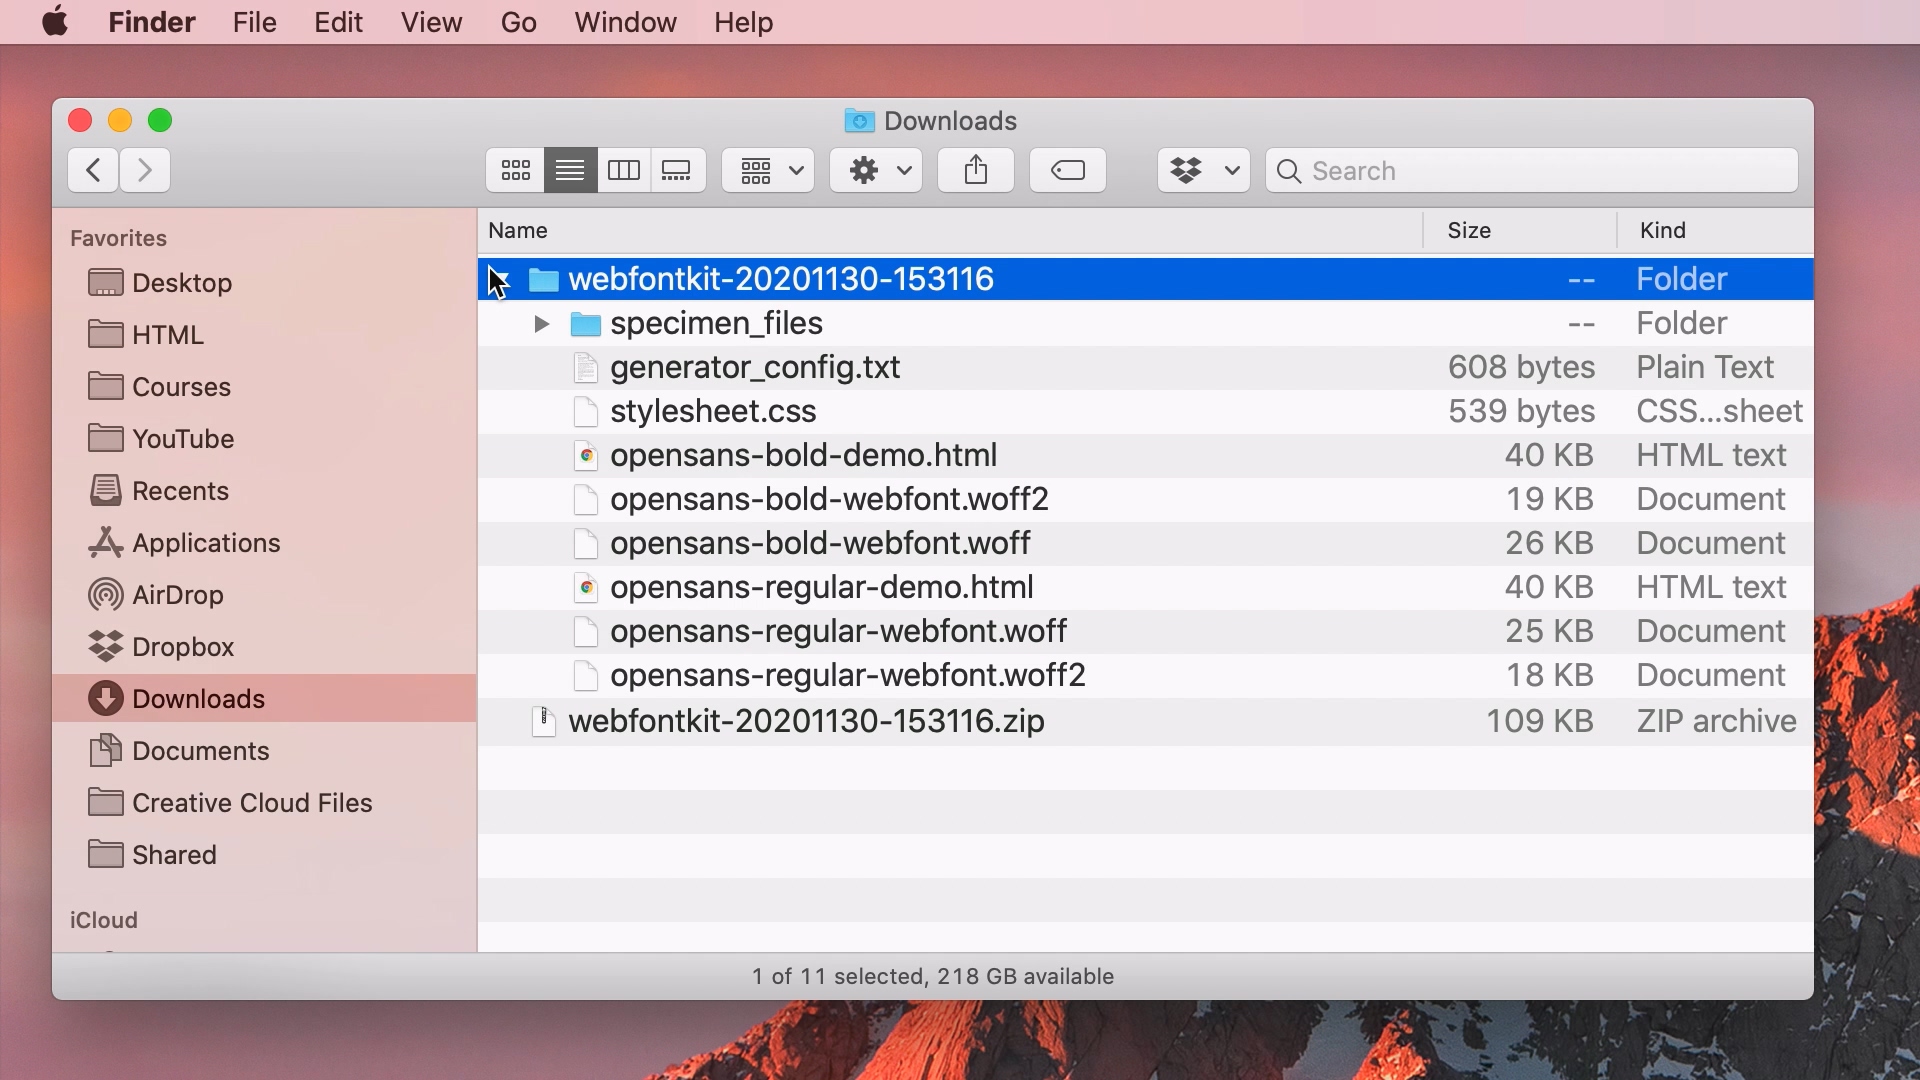 Finder File Edit View Go Window Help
Downloads
Search
Favorites
Desktop
HTML
Courses
YouTube
Recents
Applications
AirDrop
Dropbox
Downloads
Documents
Creative Cloud Files
Shared
iCloud
Name Size Kind
webfontkit-20201130-153116 -- Folder
specimen_files -- Folder
generator_config.txt 608 bytes Plain Text
stylesheet.css 539 bytes CSS...sheet
opensans-bold-demo.html 40 KB HTML text
opensans-bold-webfont.woff2 19 KB Document
opensans-bold-webfont.woff 26 KB Document
opensans-regular-demo.html 40 KB HTML text
opensans-regular-webfont.woff 25 KB Document
opensans-regular-webfont.woff2 18 KB Document
webfontkit-20201130-153116.zip 109 KB ZIP archive
1 of 11 selected, 218 GB available